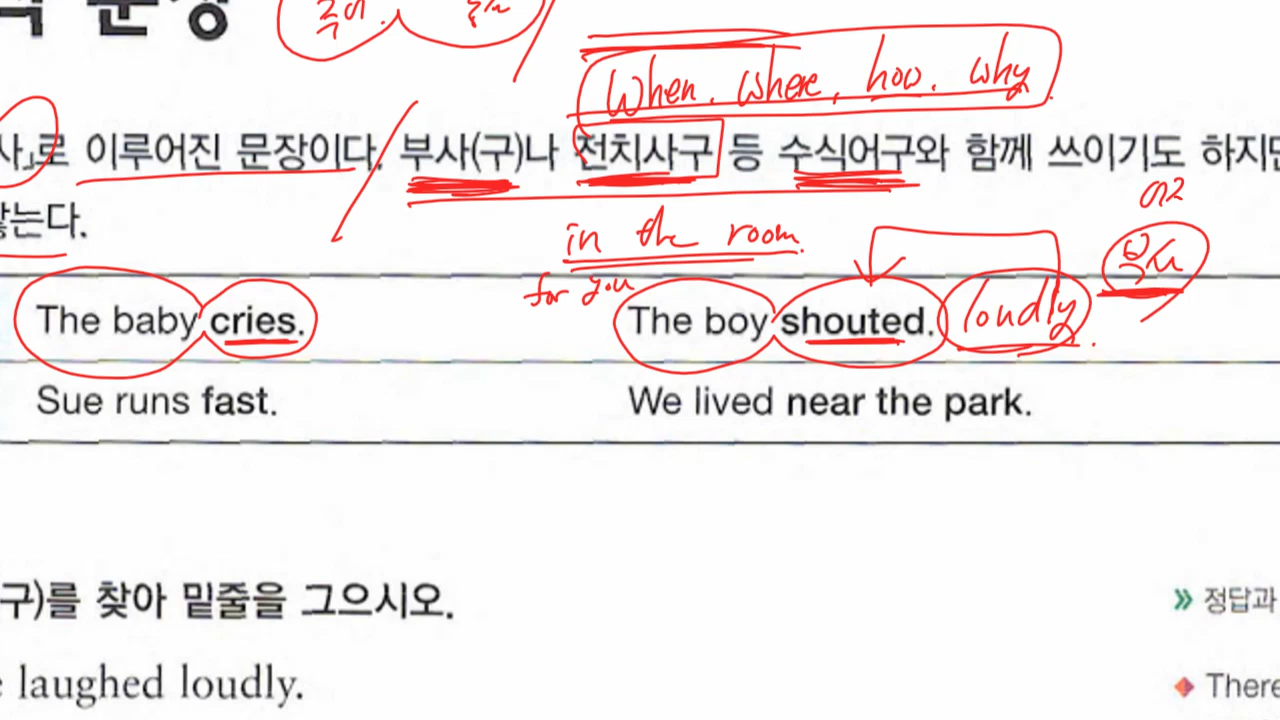 주어. 동사
When. where, how. why.
사」로 이루어진 문장이다. 부사(구)나 전치사구 등 수식어구와 함께 쓰이기도 하지만
않는다.
in the room.
for you
부사
The baby cries. The boy shouted. loudly.
Sue runs fast. We lived near the park.
구)를 찾아 밑줄을 그으시오.
정답과
laughed loudly.
There